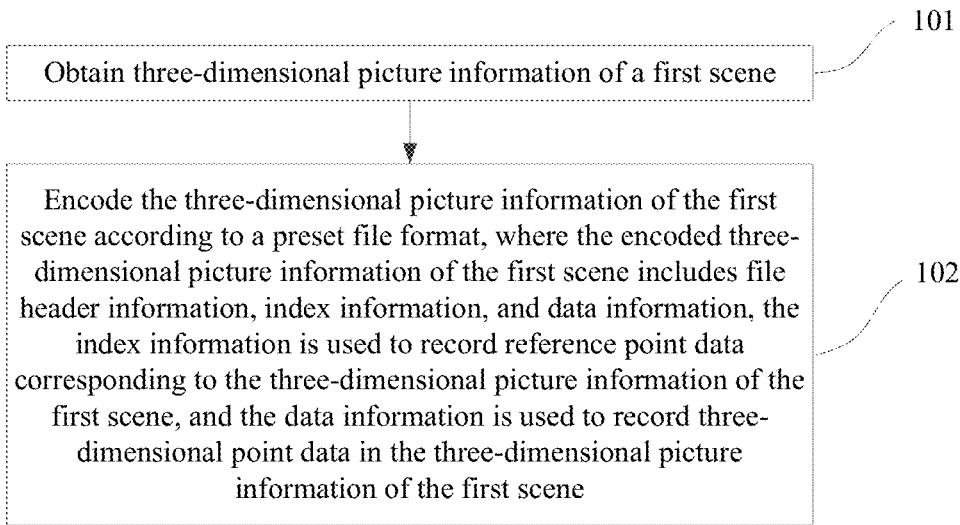 101
Obtain three-dimensional picture information of a first scene
Encode the three-dimensional picture information of the first
scene according to a preset file format, where the encoded three-
dimensional picture information of the first scene includes file
header information, index information, and data information, the
index information is used to record reference point data
corresponding to the three-dimensional picture information of the
first scene, and the data information is used to record three-
dimensional point data in the three-dimensional picture
information of the first scene
102